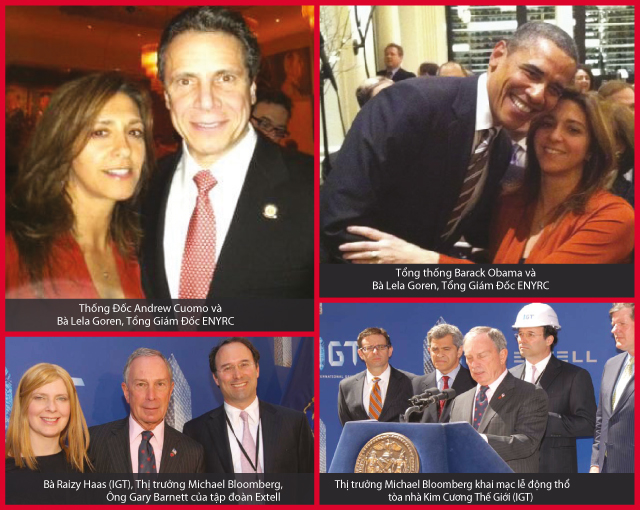 Thống Đốc Andrew Cuomo và
Bà Lela Goren, Tổng Giám Đốc ENYRC
Tổng thống Barack Obama và
Bà Lela Goren, Tổng Giám Đốc ENYRC
Bà Raizy Haas (IGT), Thị trưởng Michael Bloomberg,
Ông Gary Barnett của tập đoàn Extell
IGT
IGT
ELL
Thị trưởng Michael Bloomberg khai mạc lễ động thổ
tòa nhà Kim Cương Thế Giới (IGT)